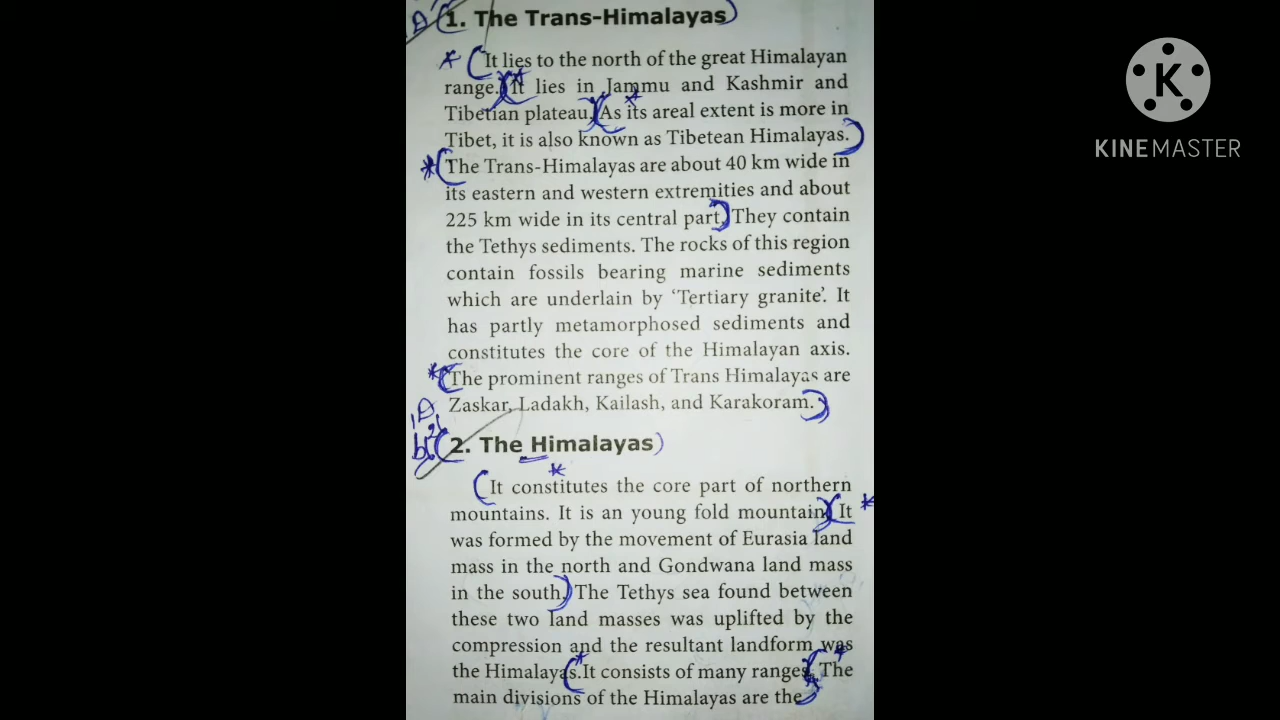 1. The Trans-Himalayas
It lies to the north of the great Himalayan
range. It lies in Jammu and Kashmir and
Tibetian plateau. As its areal extent is more in
Tibet, it is also known as Tibetean Himalayas.
The Trans-Himalayas are about 40 km wide in
its eastern and western extremities and about
225 km wide in its central part. They contain
the Tethys sediments. The rocks of this region
contain fossils bearing marine sediments
which are underlain by ‘Tertiary granite’. It
has partly metamorphosed sediments and
constitutes the core of the Himalayan axis.
The prominent ranges of Trans Himalayas are
Zaskar, Ladakh, Kailash, and Karakoram.
2. The Himalayas
It constitutes the core part of northern
mountains. It is an young fold mountain. It
was formed by the movement of Eurasia land
mass in the north and Gondwana land mass
in the south. The Tethys sea found between
these two land masses was uplifted by the
compression and the resultant landform was
the Himalayas. It consists of many ranges. The
main divisions of the Himalayas are the
K
KINEMASTER